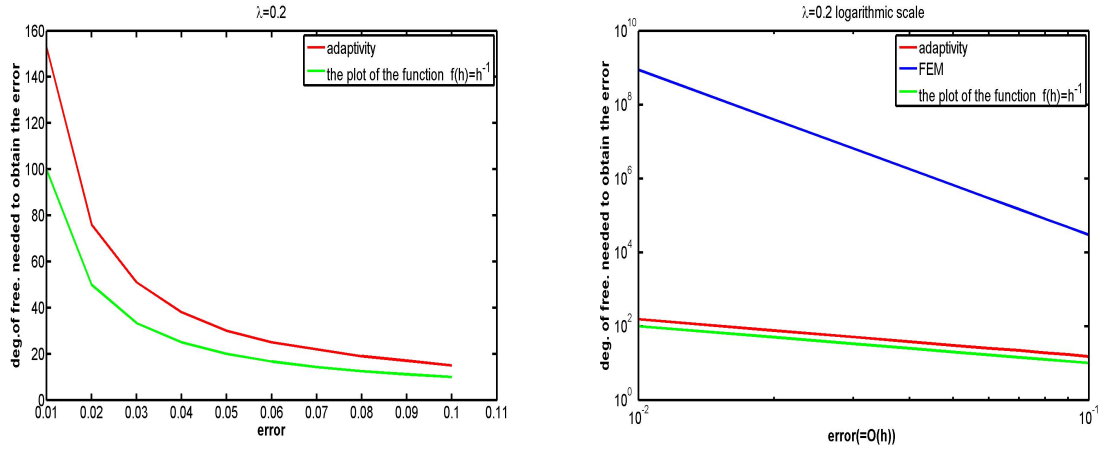 λ=0.2
160
140
120
100
80
60
40
20
0
0.01 0.02 0.03 0.04 0.05 0.06 0.07 0.08 0.09 0.1 0.11
deg.of free. needed to obtain the error
error
adaptivity
the plot of the function f(h)=h⁻¹
λ=0.2 logarithmic scale
10¹⁰
10⁸
10⁶
10⁴
10²
10⁰
10⁻² 10⁻¹
deg. of free. needed to obtain the error
error(=O(h))
adaptivity
FEM
the plot of the function f(h)=h⁻¹